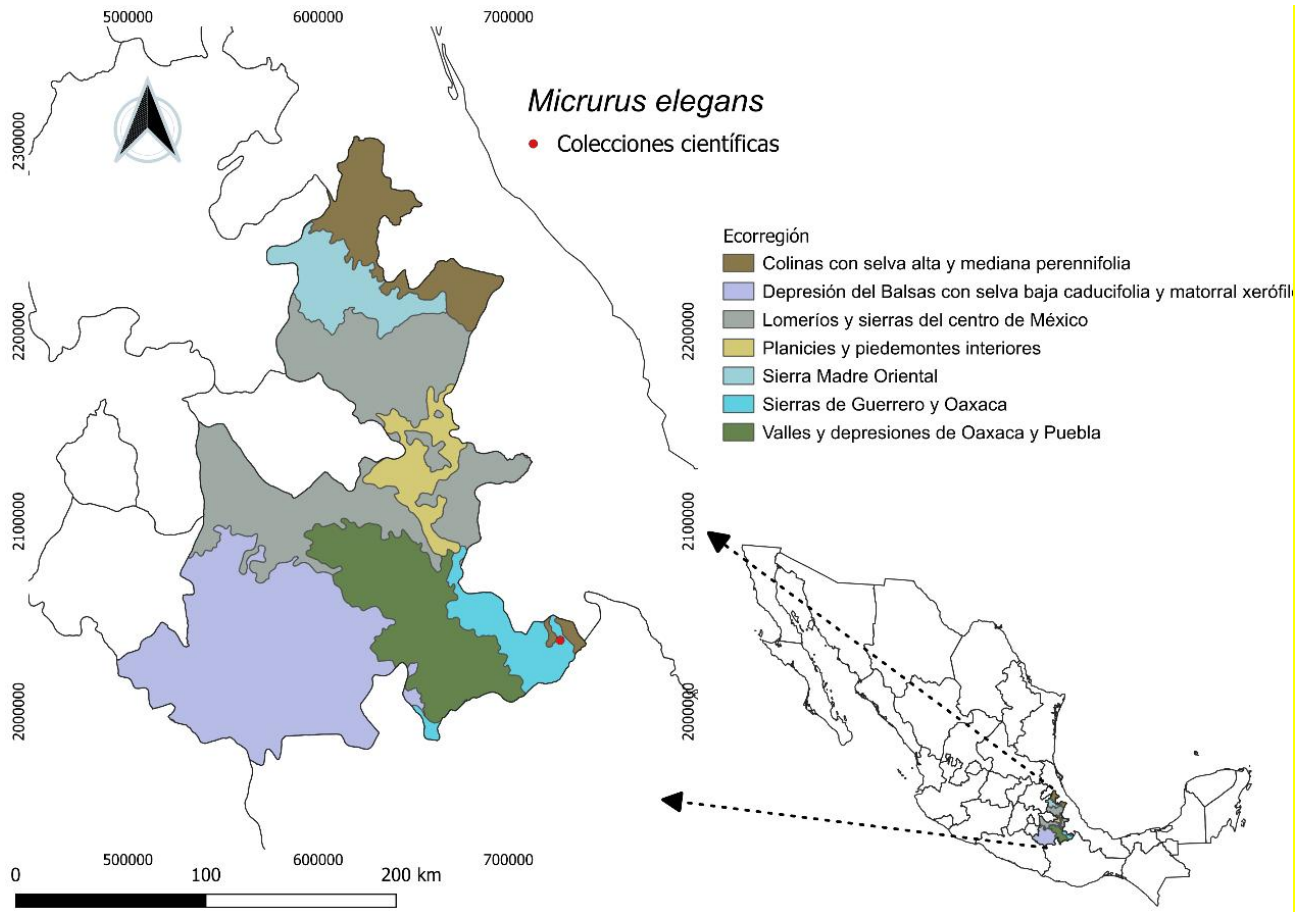 500000 600000 700000
Micrurus elegans
Colecciones científicas
2300000
2200000
2100000
2000000
Ecorregión
Colinas con selva alta y mediana perennifolia
Depresión del Balsas con selva baja caducifolia y matorral xerófil
Lomeríos y sierras del centro de México
Planicies y piedemontes interiores
Sierra Madre Oriental
Sierras de Guerrero y Oaxaca
Valles y depresiones de Oaxaca y Puebla
2200000
2100000
2000000
500000 600000 700000
0 100 200 km